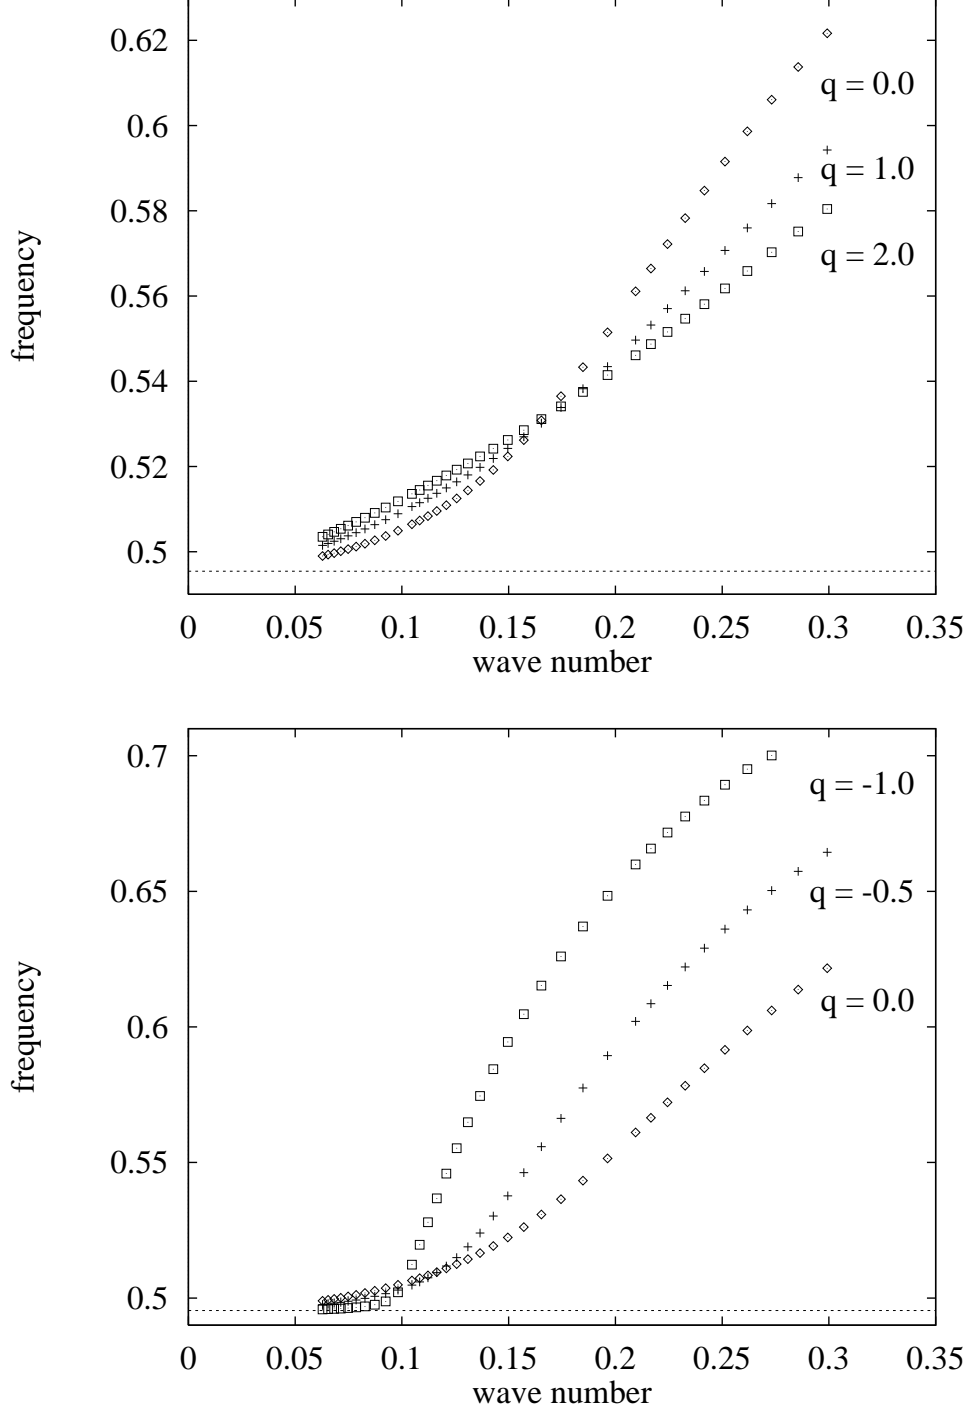 0.62
q = 0.0
0.6
q = 1.0
0.58
q = 2.0
0.56
frequency
0.54
0.52
0.5
0 0.05 0.1 0.15 0.2 0.25 0.3 0.35
wave number
0.7
q = -1.0
0.65
q = -0.5
0.6
q = 0.0
frequency
0.55
0.5
0 0.05 0.1 0.15 0.2 0.25 0.3 0.35
wave number